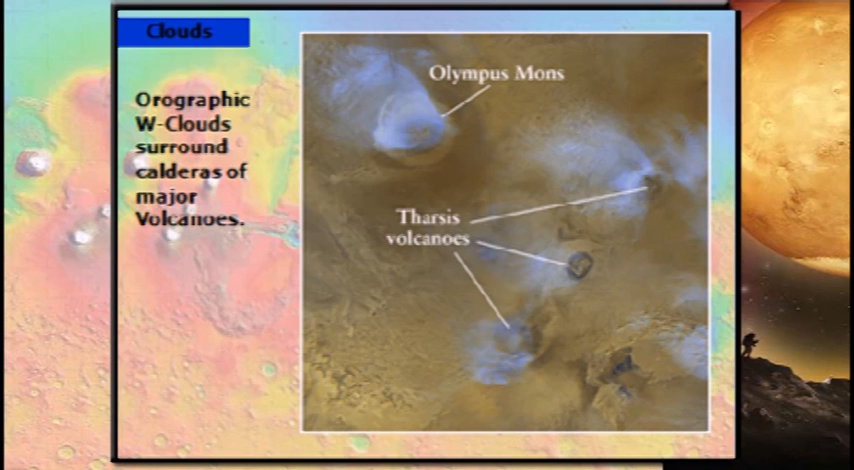 Clouds
Orographic
W-Clouds
surround
calderas of
major
Volcanoes.
Olympus Mons
Tharsis
volcanoes